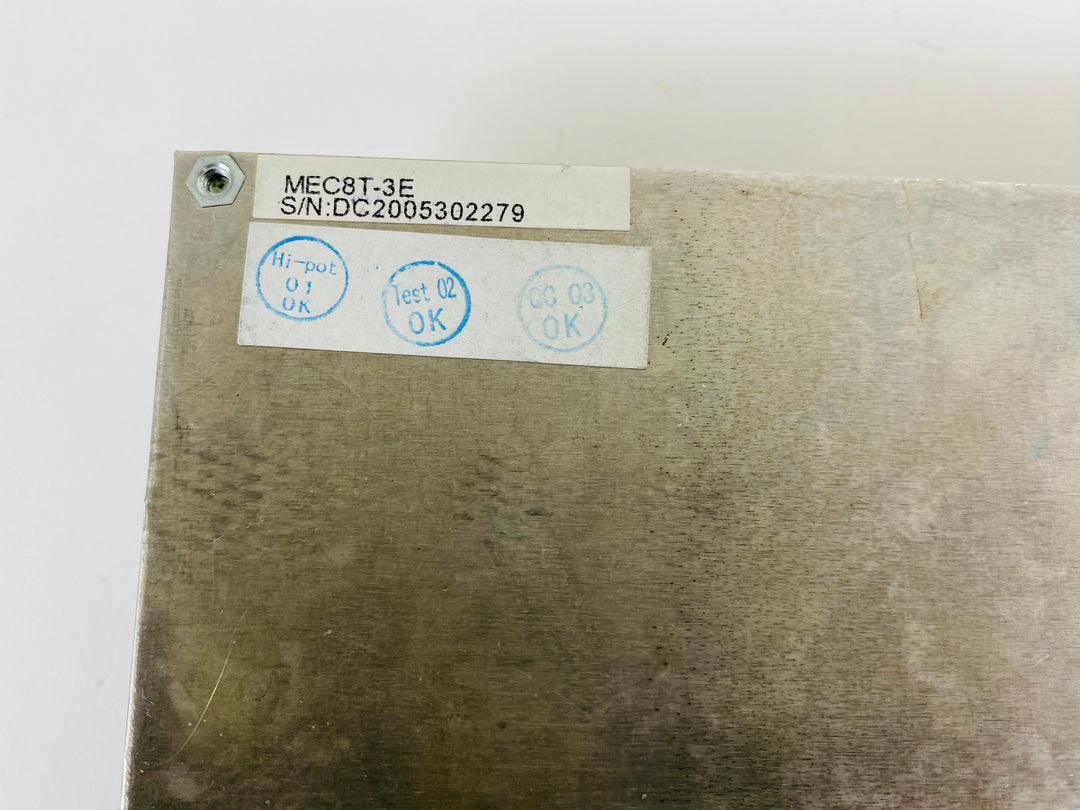 MEC8T-3E
S/N:DC2005302279
Hi-pot
01
OK
Test 02
OK
QC 03
OK